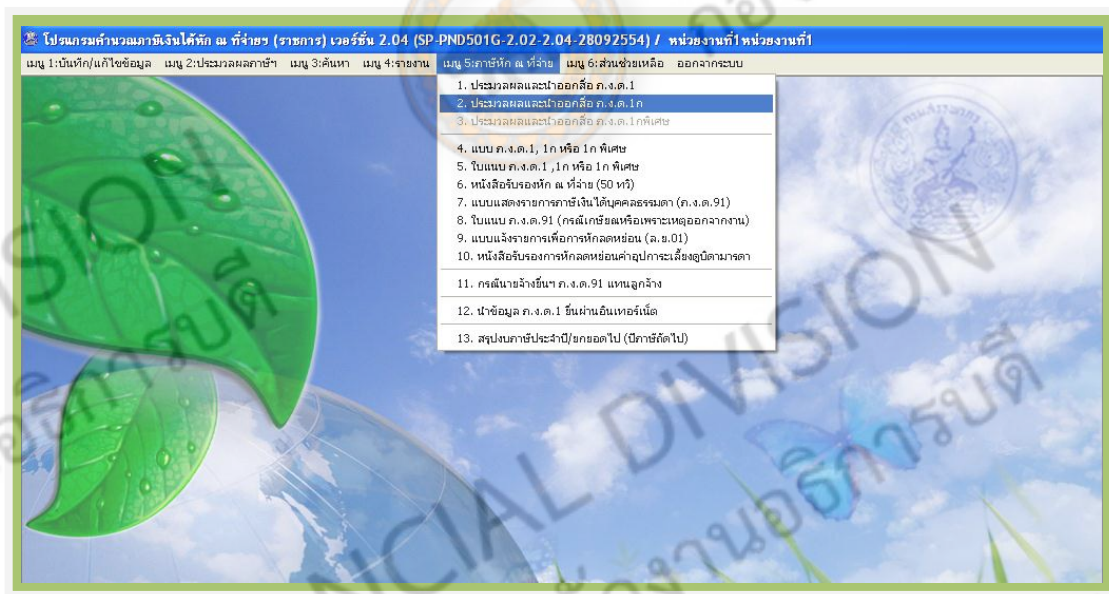 โปรแกรมคำนวณภาษีเงินได้หัก ณ ที่จ่ายฯ (ราชการ) เวอร์ชั่น 2.04 (SP-PND501G-2.02-2.04-28092554) / หน่วยงานที่1 หน่วยงานที่1
เมนู 1:บันทึก/แก้ไขข้อมูล เมนู 2:ประมวลผลภาษีฯ เมนู 3:ค้นหา เมนู 4:รายงาน เมนู 5:ภาษีหัก ณ ที่จ่าย เมนู 6:ส่วนช่วยเหลือ ออกจากระบบ
1. ประมวลผลและนำออกสื่อ ภ.ง.ด.1
2. ประมวลผลและนำออกสื่อ ภ.ง.ด.1ก
3. ประมวลผลและนำออกสื่อ ภ.ง.ด.1กพิเศษ
4. แบบ ภ.ง.ด.1, 1ก หรือ 1ก พิเศษ
5. ใบแนบ ภ.ง.ด.1 ,1ก หรือ 1ก พิเศษ
6. หนังสือรับรองหัก ณ ที่จ่าย (50 ทวิ)
7. แบบแสดงรายการภาษีเงินได้บุคคลธรรมดา (ภ.ง.ด.91)
8. ใบแนบ ภ.ง.ด.91 (กรณีเกษียณหรือเพราะเหตุออกจากงาน)
9. แบบแจ้งรายการเพื่อการหักลดหย่อน (ล.ย.01)
10. หนังสือรับรองการหักลดหย่อนค่าอุปการะเลี้ยงดูบิดามารดา
11. กรณีนายจ้างยื่นฯ ภ.ง.ด.91 แทนลูกจ้าง
12. นำข้อมูล ภ.ง.ด.1 ยื่นผ่านอินเทอร์เน็ต
13. สรุปงบภาษีประจำปี/ยกยอดไป (ปีภาษีถัดไป)
DIVISION
FINANCIAL DIVISION